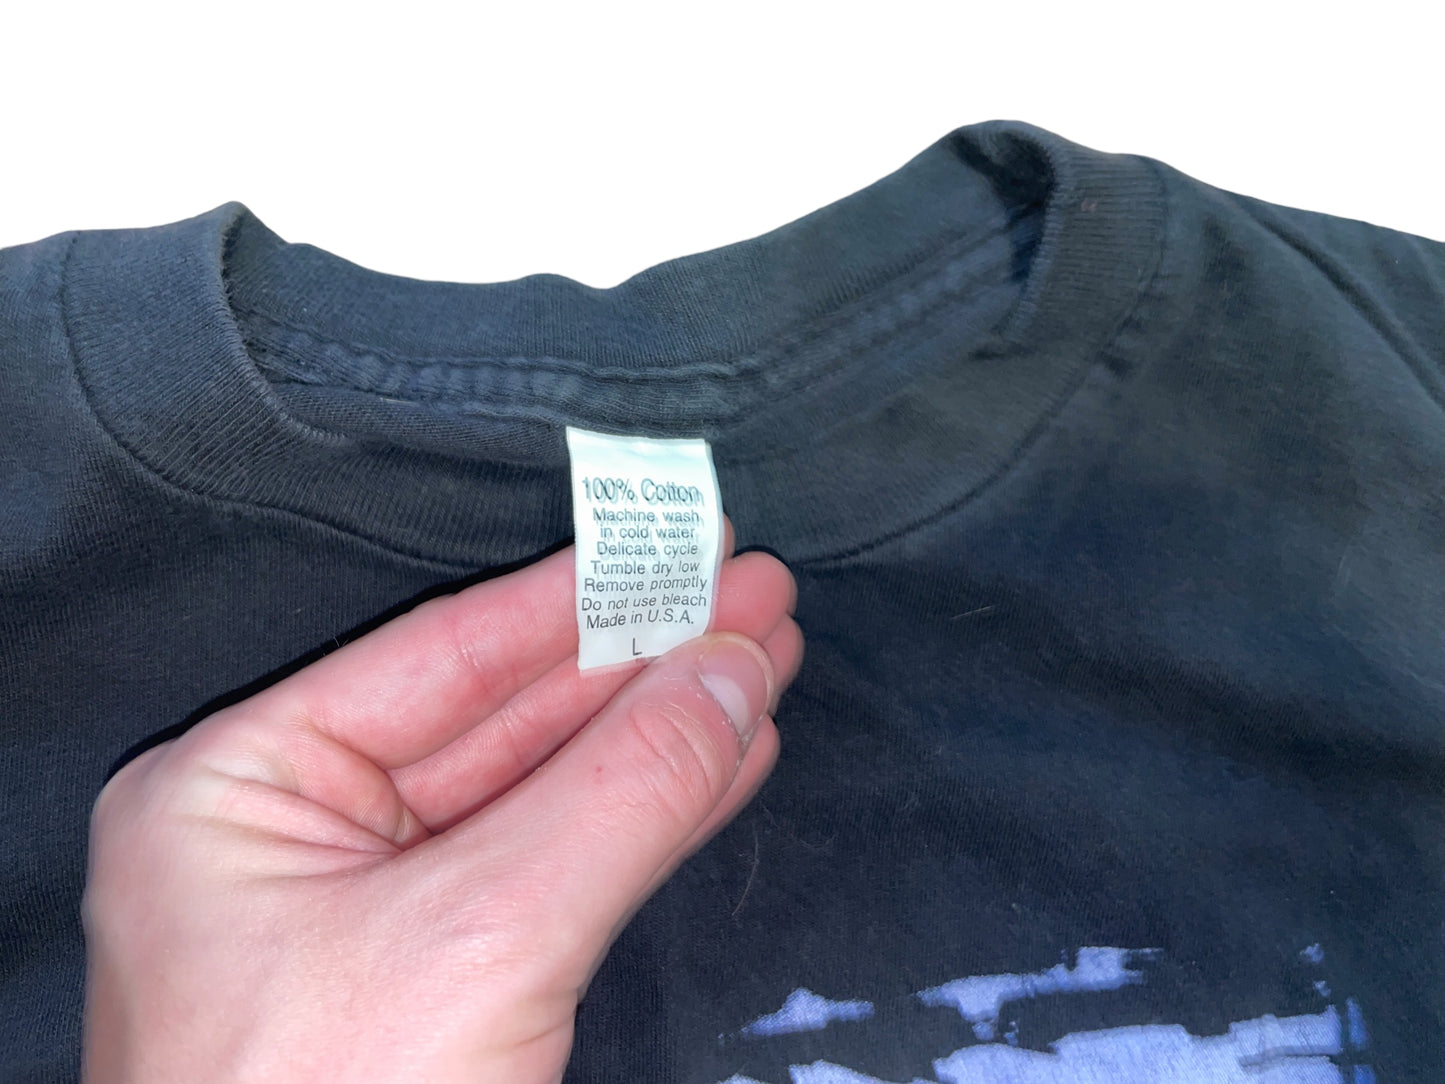 100% Cotton
Machine wash
in cold water
Delicate cycle
Tumble dry low
Remove promptly
Do not use bleach
Made in U.S.A.
L